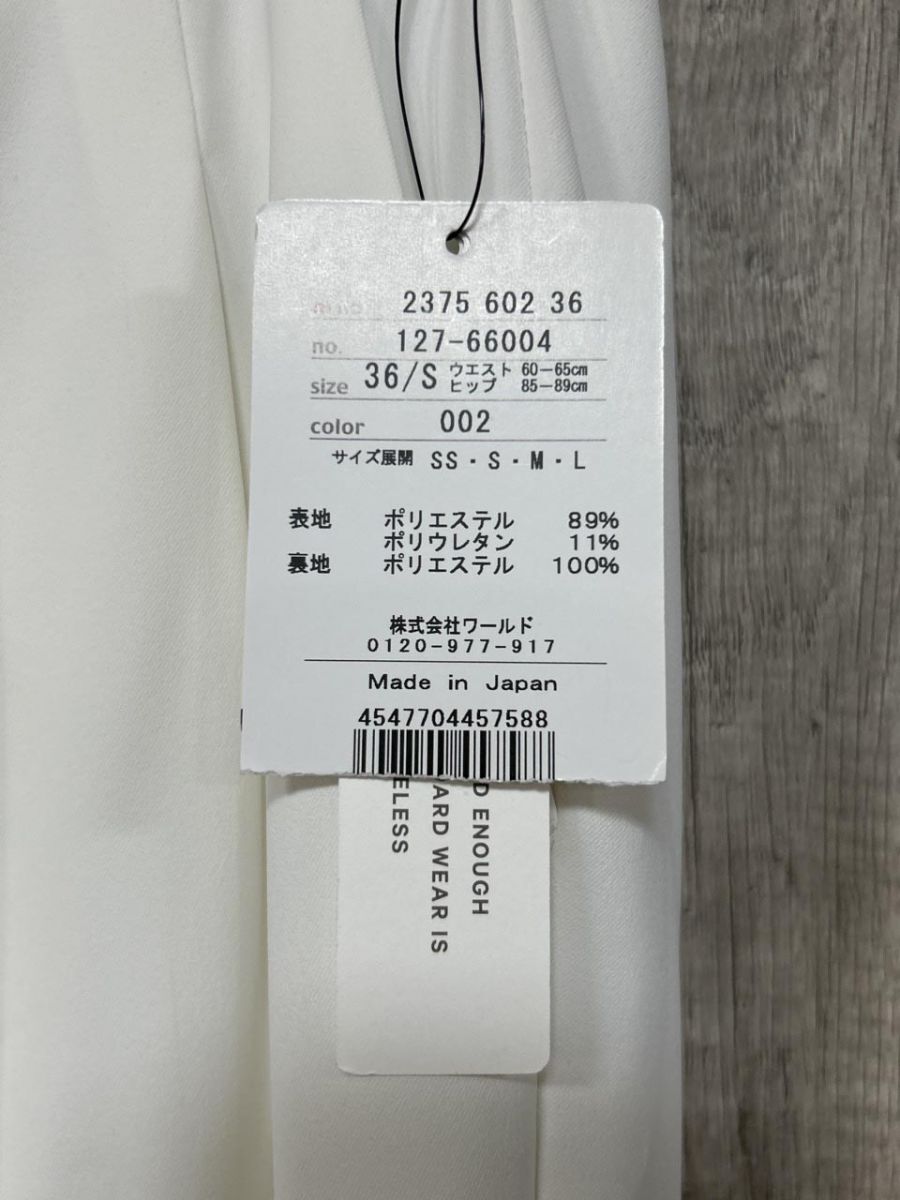 2375 602 36
no. 127-66004
size 36/S ウエスト 60-65cm
ヒップ 85-89cm
color 002
サイズ展開 SS・S・M・L
表地 ポリエステル 89%
ポリウレタン 11%
裏地 ポリエステル 100%
株式会社ワールド
0120-977-917
Made in Japan
4547704457588
ENOUGH
WEAR IS